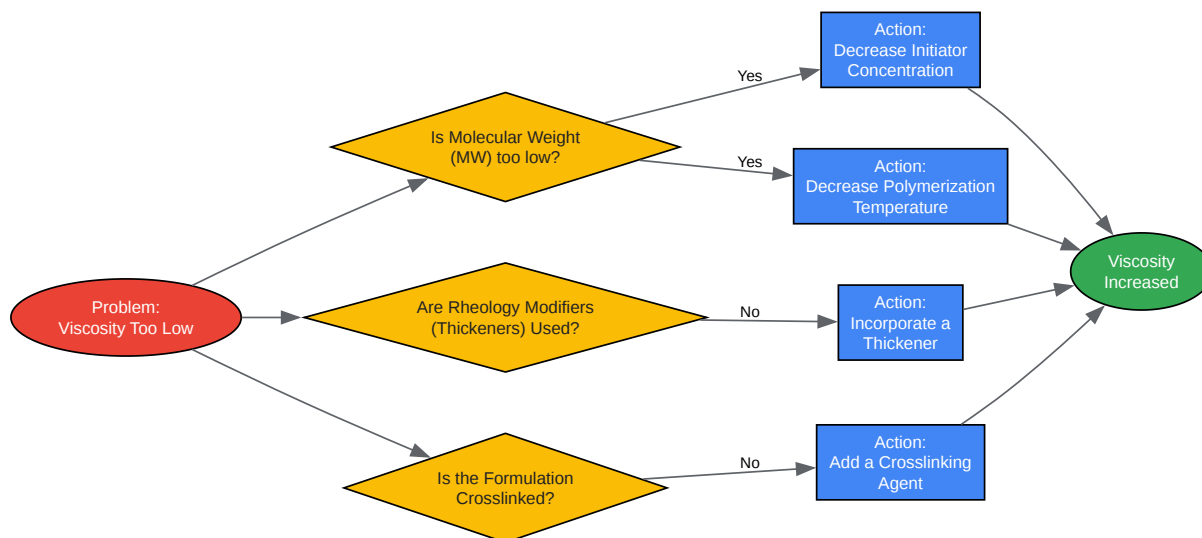 Problem:
Viscosity Too Low
Is Molecular Weight
(MW) too low?
Yes
Action:
Decrease Initiator
Concentration
Yes
Action:
Decrease Polymerization
Temperature
Are Rheology Modifiers
(Thickeners) Used?
No
Action:
Incorporate a
Thickener
Is the Formulation
Crosslinked?
No
Action:
Add a Crosslinking
Agent
Viscosity
Increased